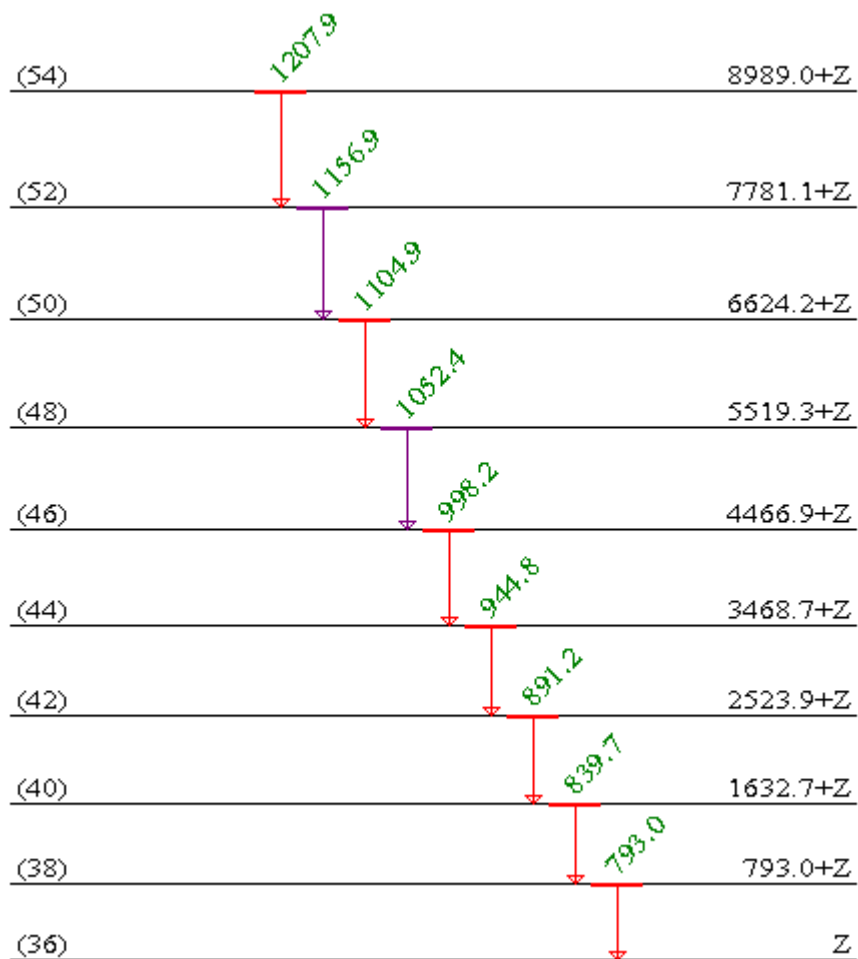 1207.9
(54) 8989.0+Z
1156.9
(52) 7781.1+Z
1104.9
(50) 6624.2+Z
1052.4
(48) 5519.3+Z
998.2
(46) 4466.9+Z
944.8
(44) 3468.7+Z
891.2
(42) 2523.9+Z
839.7
(40) 1632.7+Z
793.0
(38) 793.0+Z
(36) Z